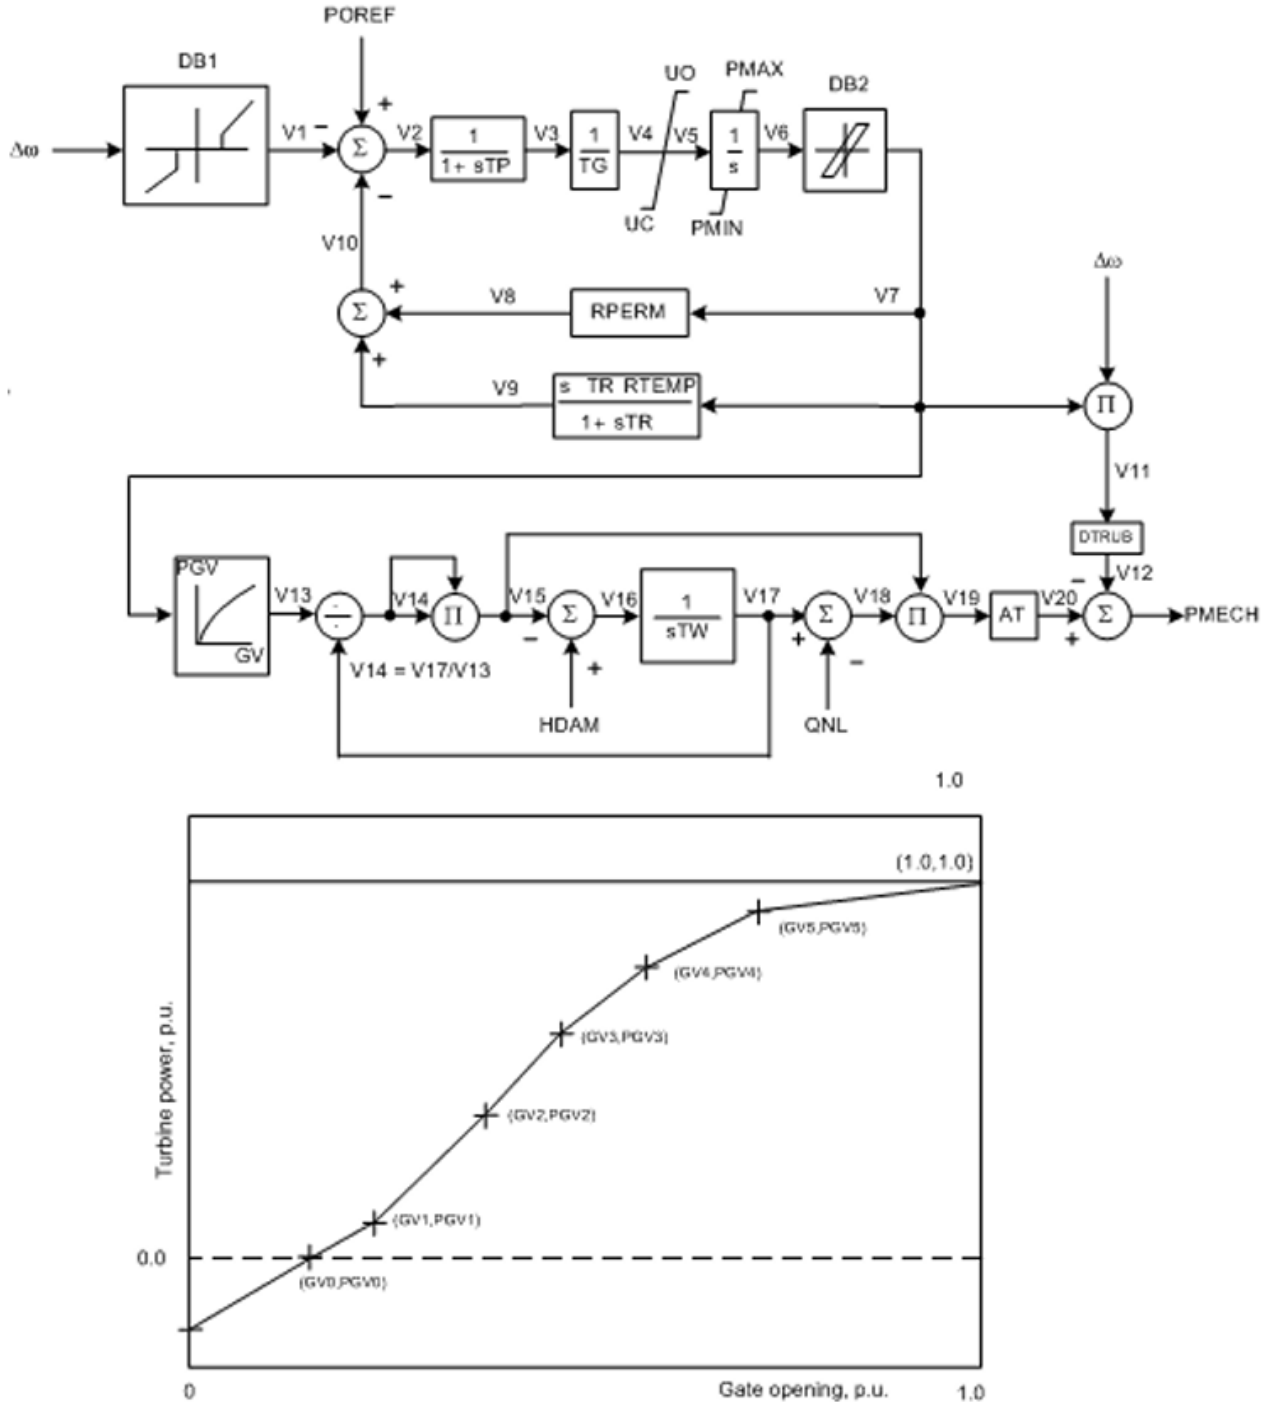 POREF
DB1
+
UO
PMAX
DB2
Δω
V1
−
Σ
V2
1
1+ sTP
V3
1
TG
V4
V5
1
s
V6
−
UC
PMIN
V10
Δω
+
V8
RPERM
V7
Σ
+
V9
s TR RTEMP
1+ sTR
Π
V11
DTRUB
PGV
GV
V13
÷
V14
Π
V15
−
Σ
V16
1
sTW
V17
+
Σ
V18
Π
V19
AT
V20
−
V12
+
Σ
PMECH
V14 = V17/V13
+
−
HDAM
QNL
1.0
(1.0,1.0)
(GV5,PGV5)
(GV4,PGV4)
(GV3,PGV3)
(GV2,PGV2)
(GV1,PGV1)
Turbine power, p.u.
0.0
(GV0,PGV0)
0
Gate opening, p.u.
1.0